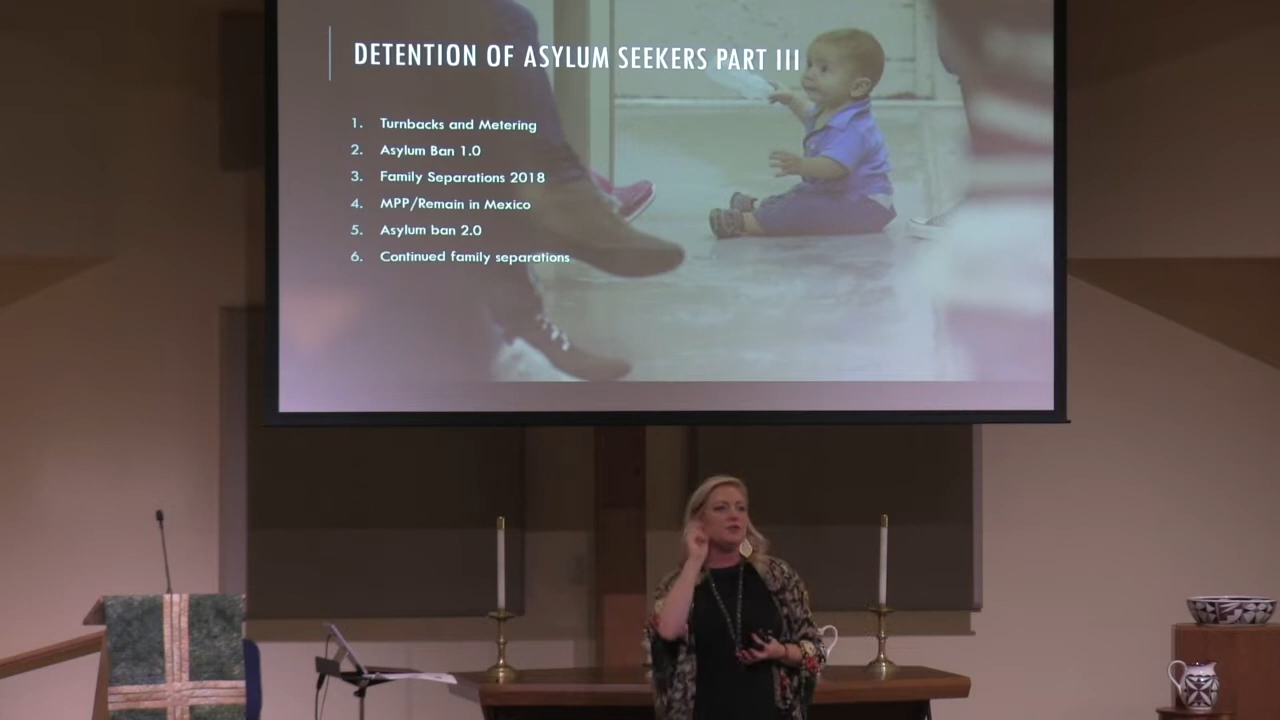 DETENTION OF ASYLUM SEEKERS PART III
1. Turnbacks and Metering
2. Asylum Ban 1.0
3. Family Separations 2018
4. MPP/Remain in Mexico
5. Asylum ban 2.0
6. Continued family separations